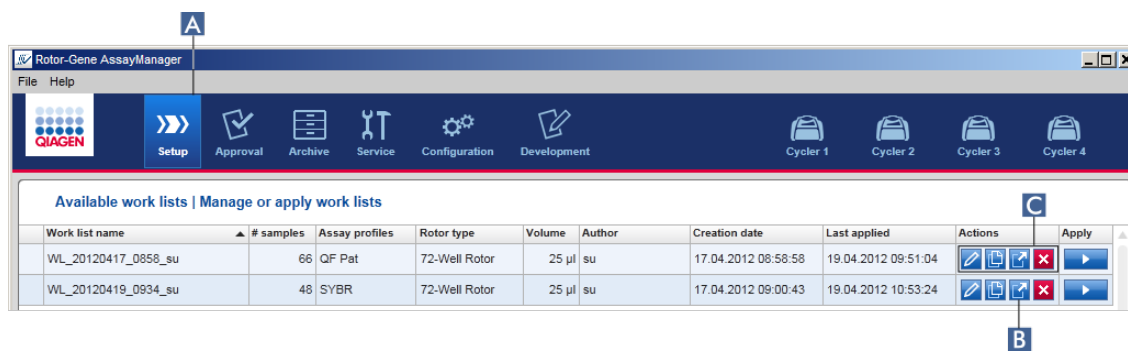 A
Rotor-Gene AssayManager
File Help
QIAGEN
Setup Approval Archive Service Configuration Development Cycler 1 Cycler 2 Cycler 3 Cycler 4
Available work lists | Manage or apply work lists
C
Work list name # samples Assay profiles Rotor type Volume Author Creation date Last applied Actions Apply
WL_20120417_0858_su 66 QF Pat 72-Well Rotor 25 µl su 17.04.2012 08:58:58 19.04.2012 09:51:04
WL_20120419_0934_su 48 SYBR 72-Well Rotor 25 µl su 17.04.2012 09:00:43 19.04.2012 10:53:24
B